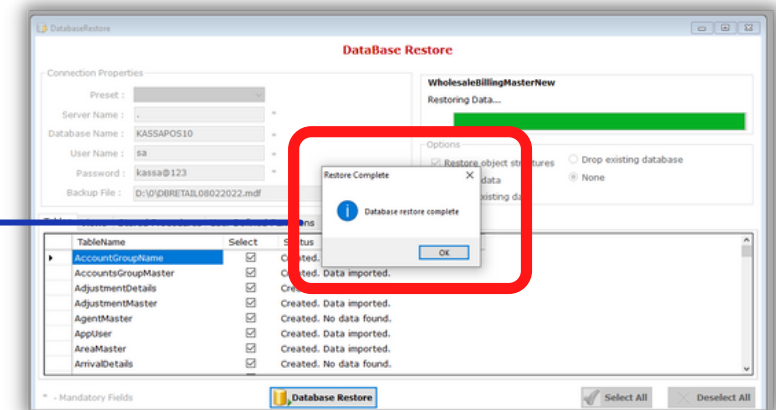 DatabaseRestore
DataBase Restore
Connection Properties
Preset :
Server Name : . *
Database Name : KASSAPOS10 *
User Name : sa *
Password : kassa@123 *
Backup File : D:\0\DBRETAIL08022022.mdf
WholesaleBillingMasterNew
Restoring Data...
Options
Restore object structures
Drop existing database
data
None
existing da
Restore Complete
Database restore complete
OK
TableName Select Status
AccountGroupName Created.
AccountsGroupMaster Created. Data imported.
AdjustmentDetails
AdjustmentMaster Created. Data imported.
AgentMaster Created. No data found.
AppUser Created. Data imported.
AreaMaster Created. Data imported.
ArrivalDetails Created. No data found.
* - Mandatory Fields
Database Restore
Select All
Deselect All